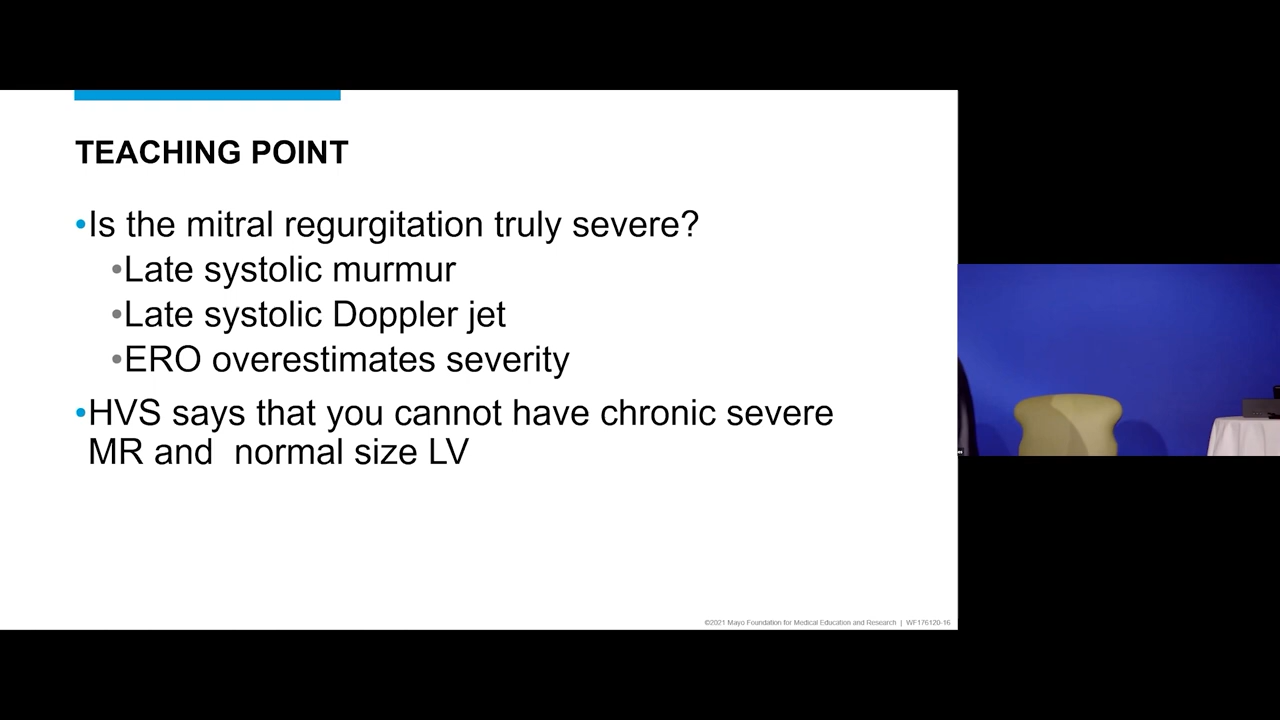 TEACHING POINT
•Is the mitral regurgitation truly severe?
•Late systolic murmur
•Late systolic Doppler jet
•ERO overestimates severity
•HVS says that you cannot have chronic severe
MR and  normal size LV
©2021 Mayo Foundation for Medical Education and Research | WF176120-16